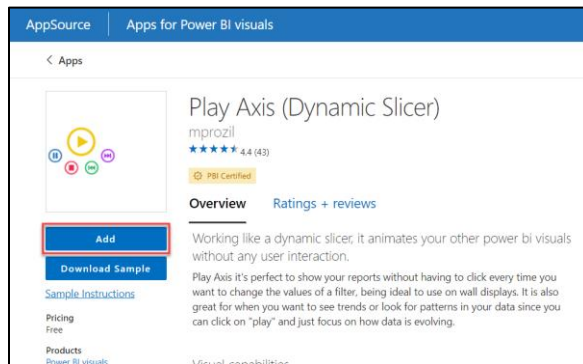 AppSource
Apps for Power BI visuals
< Apps
Play Axis (Dynamic Slicer)
mprozil
4.4 (43)
PBI Certified
Overview
Ratings + reviews
Add
Download Sample
Sample Instructions
Pricing
Free
Products
Power BI visuals
Working like a dynamic slicer, it animates your other power bi visuals
without any user interaction.
Play Axis it's perfect to show your reports without having to click every time you
want to change the values of a filter, being ideal to use on wall displays. It is also
great for when you want to see trends or look for patterns in your data since you
can click on "play" and just focus on how data is evolving.
Visual capabilities